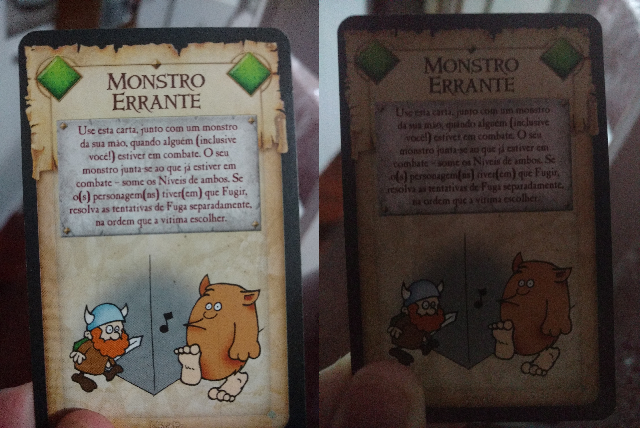 MONSTRO
ERRANTE
Use esta carta, junto com um monstro
da sua mão, quando alguém (inclusive
você!) estiver em combate. O seu
monstro junta-se ao que já estiver em
combate - some os Níveis de ambos. Se
o(s) personagem(ns) tiver(em) que Fugir,
resolva as tentativas de Fuga separadamente,
na ordem que a vítima escolher.
MONSTRO
ERRANTE
Use esta carta, junto com um monstro
da sua mão, quando alguém (inclusive
você!) estiver em combate. O seu
monstro junta-se ao que já estiver em
combate - some os Níveis de ambos. Se
o(s) personagem(ns) tiver(em) que Fugir,
resolva as tentativas de Fuga separadamente,
na ordem que a vítima escolher.